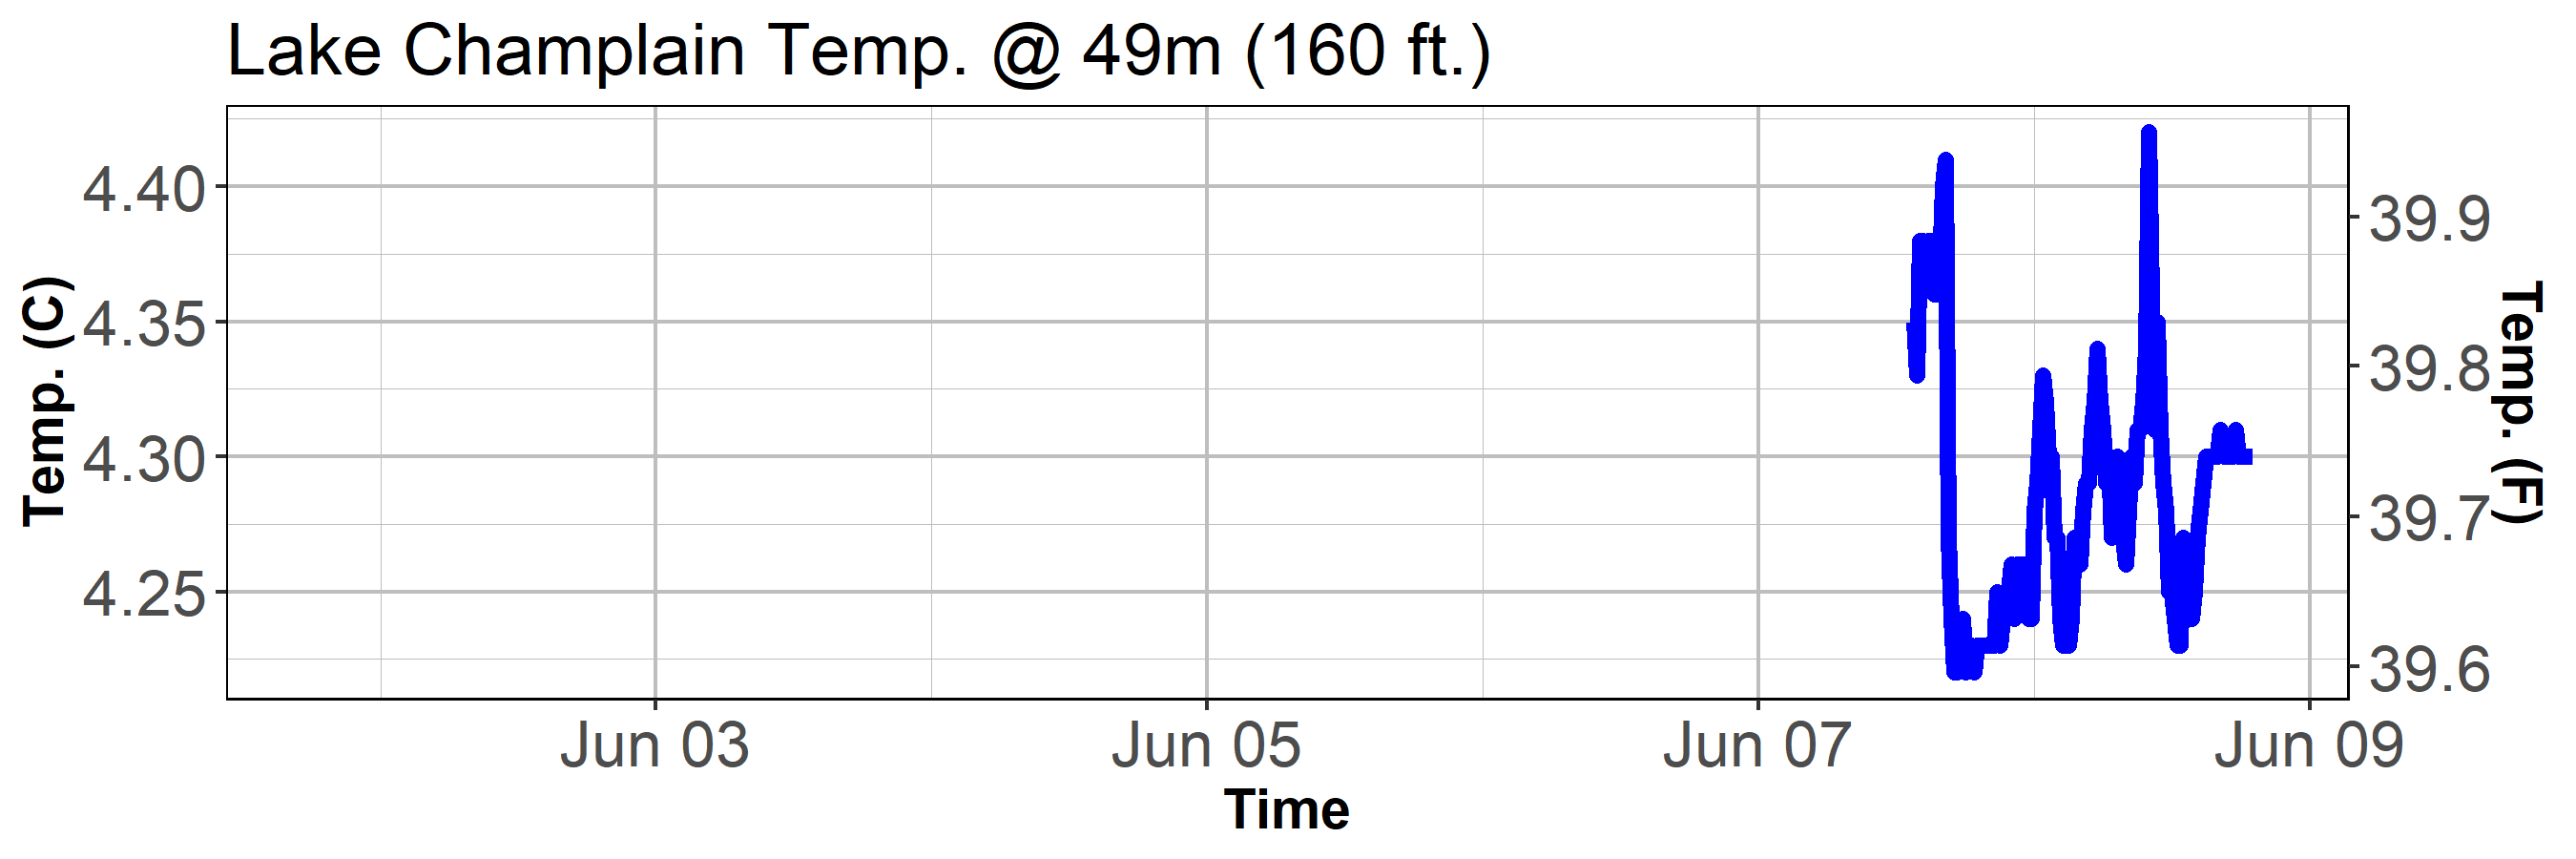 Lake Champlain Temp. @ 49m (160 ft.)
Temp. (C)
4.40
4.35
4.30
4.25
39.9
39.8
39.7
39.6
Temp. (F)
Jun 03
Jun 05
Jun 07
Jun 09
Time